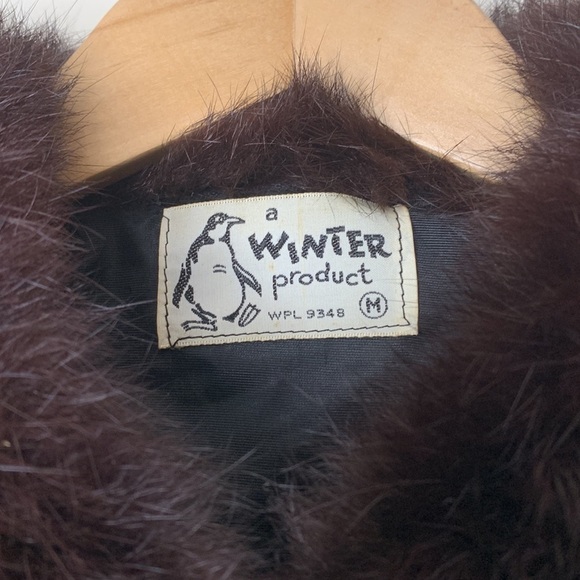 a
WINTER
product
WPL 9348 M